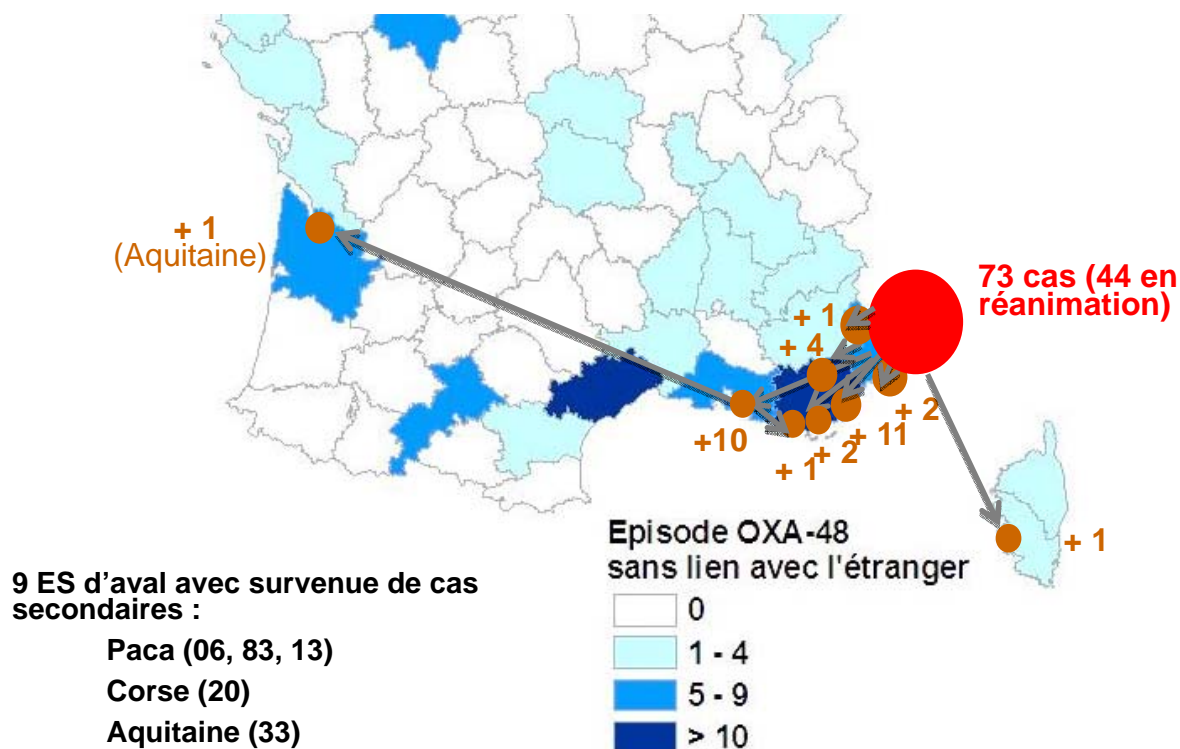 + 1
(Aquitaine)
73 cas (44 en
réanimation)
+ 1
+ 4
+ 2
+10
+ 1
+ 2
+ 11
+ 1
Episode OXA-48
sans lien avec l'étranger
0
1 - 4
5 - 9
> 10
9 ES d’aval avec survenue de cas
secondaires :
Paca (06, 83, 13)
Corse (20)
Aquitaine (33)